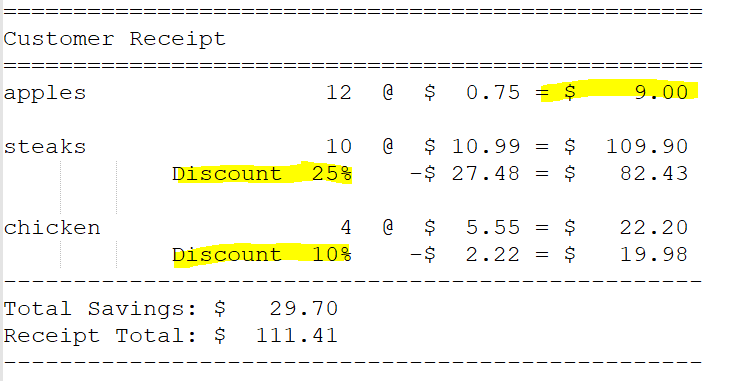 ==================================================
Customer Receipt
==================================================
apples                 12  @  $  0.75 = $    9.00
steaks                 10  @  $ 10.99 = $  109.90
            Discount  25%    -$ 27.48 = $   82.43
chicken                 4  @  $  5.55 = $   22.20
            Discount  10%    -$  2.22 = $   19.98
--------------------------------------------------
Total Savings: $   29.70
Receipt Total: $  111.41
--------------------------------------------------